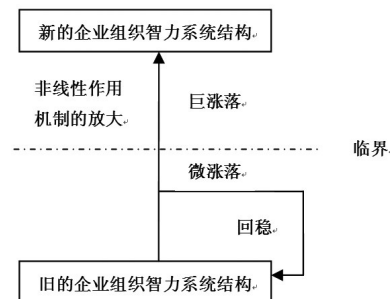 新的企业组织智力系统结构
非线性作用
机制的放大
巨涨落
临界
微涨落
回稳
旧的企业组织智力系统结构